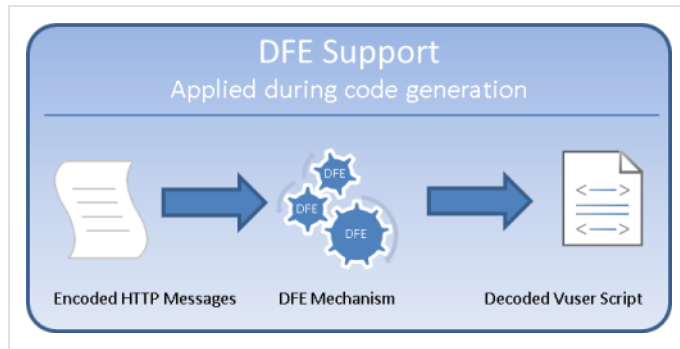 DFE Support
Applied during code generation
DFE
DFE
DFE
<—>
<—>
Encoded HTTP Messages
DFE Mechanism
Decoded Vuser Script